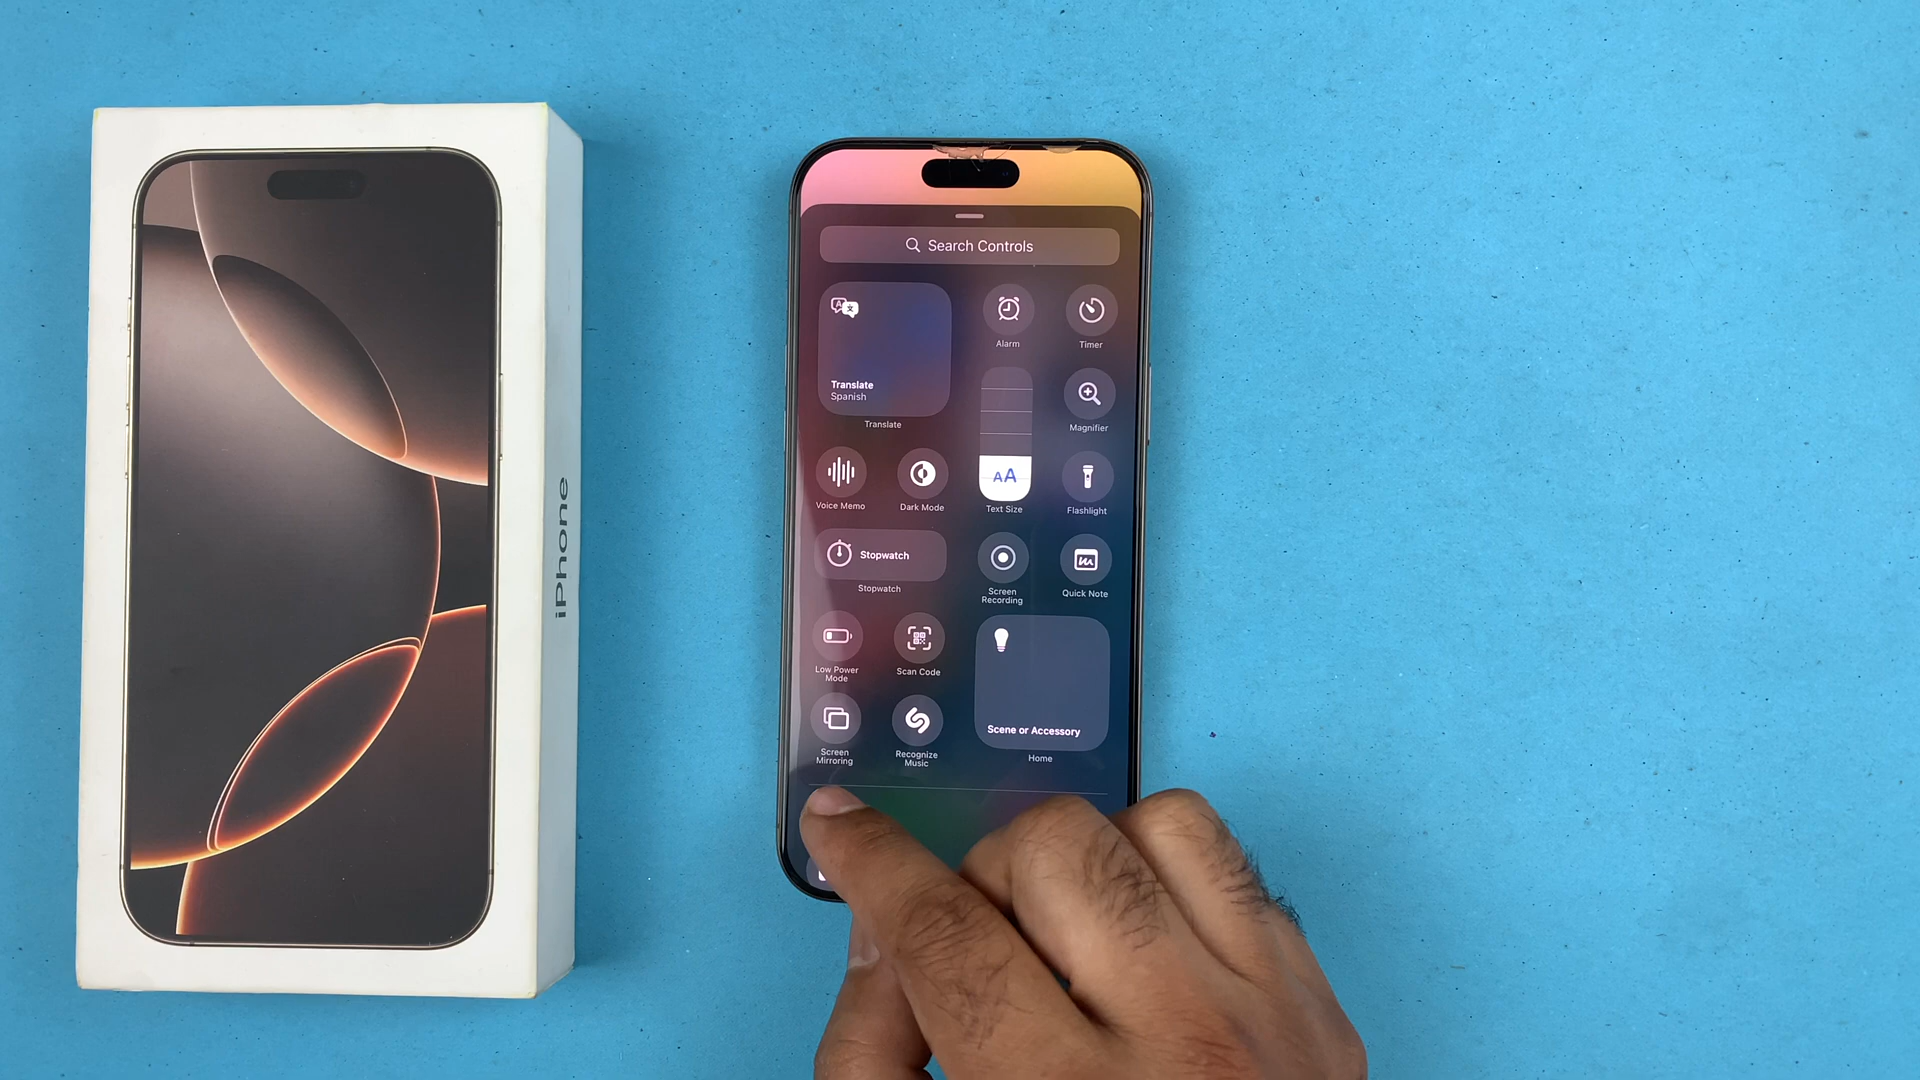 iPhone
Search Controls
Translate
Spanish
Translate
Alarm
Timer
Magnifier
Voice Memo
Dark Mode
AA
Text Size
Flashlight
Stopwatch
Stopwatch
Screen
Recording
Quick Note
Low Power
Mode
Scan Code
Scene or Accessory
Home
Screen
Mirroring
Recognize
Music